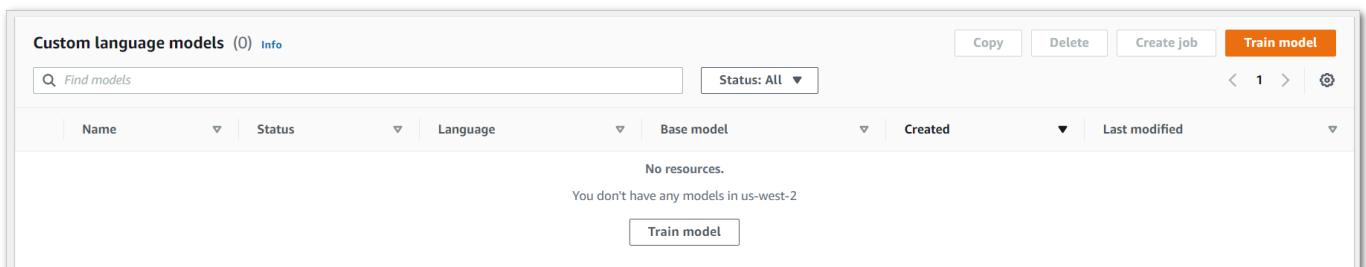 Custom language models (0) Info
Copy Delete Create job Train model
Find models Status: All 1
Name Status Language Base model Created Last modified
No resources.
You don't have any models in us-west-2
Train model